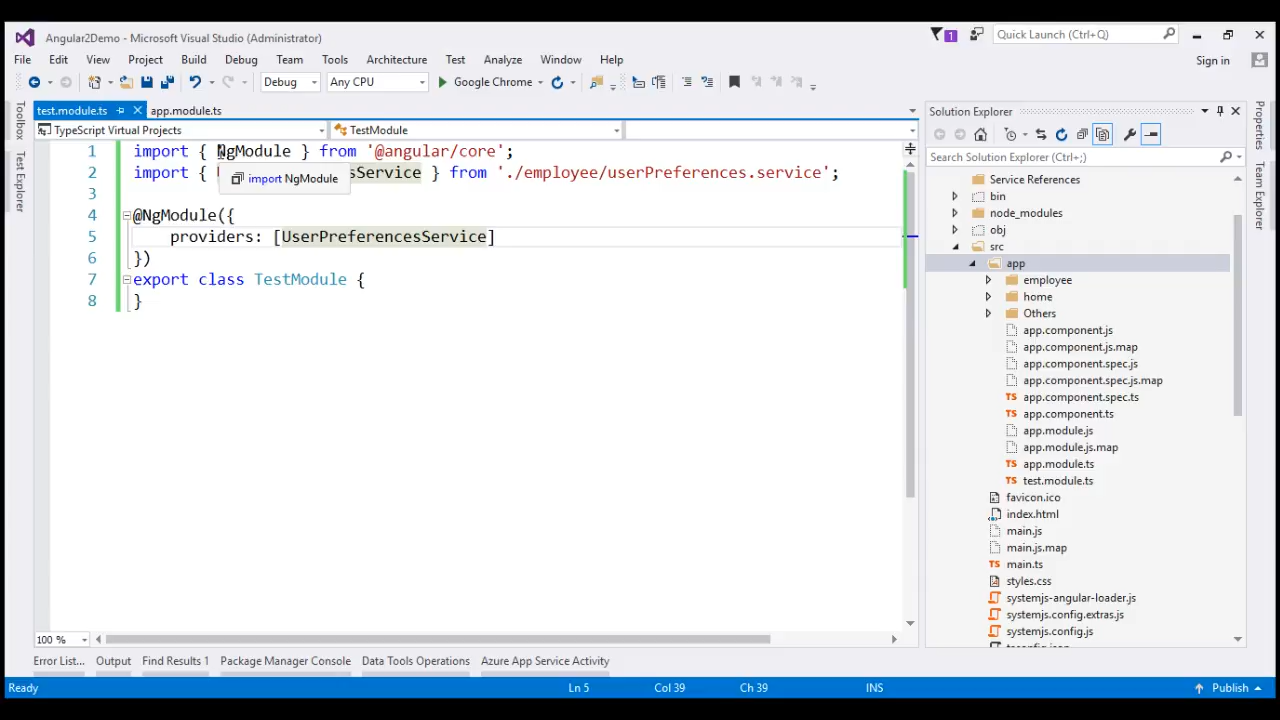 Angular2Demo - Microsoft Visual Studio (Administrator)
1
Quick Launch (Ctrl+Q)
File Edit View Project Build Debug Team Tools Architecture Test Analyze Window Help
Sign in
Debug
Any CPU
Google Chrome
Toolbox
Test Explorer
test.module.ts
app.module.ts
TypeScript Virtual Projects
TestModule
1 import { NgModule } from '@angular/core';
2 import { U sService } from './employee/userPreferences.service';
import NgModule
3
4 @NgModule({
5 providers: [UserPreferencesService]
6 })
7 export class TestModule {
8 }
100 %
Solution Explorer
Search Solution Explorer (Ctrl+;)
Service References
bin
node_modules
obj
src
app
employee
home
Others
app.component.js
app.component.js.map
app.component.spec.js
app.component.spec.js.map
TS app.component.spec.ts
TS app.component.ts
app.module.js
app.module.js.map
TS app.module.ts
TS test.module.ts
favicon.ico
index.html
main.js
main.js.map
TS main.ts
styles.css
systemjs-angular-loader.js
systemjs.config.extras.js
systemjs.config.js
Properties
Team Explorer
Error List... Output Find Results 1 Package Manager Console Data Tools Operations Azure App Service Activity
Ready
Ln 5
Col 39
Ch 39
INS
Publish